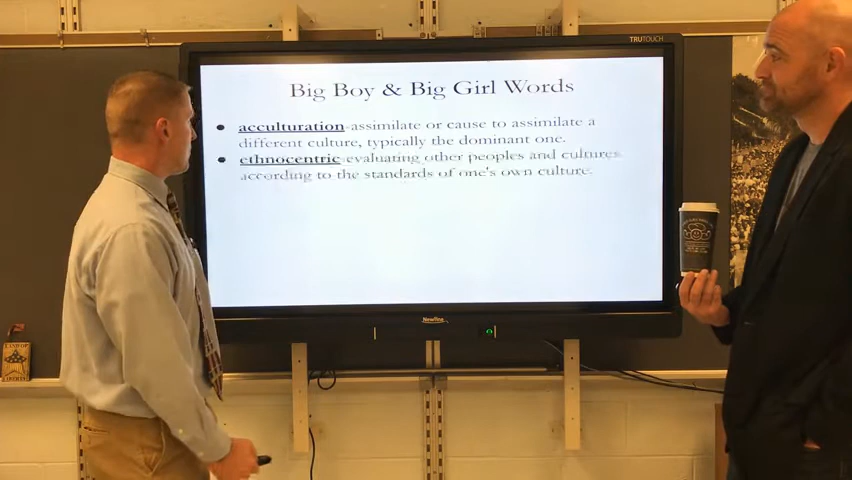 TRUTOUCH
Big Boy & Big Girl Words
● acculturation-assimilate or cause to assimilate a
different culture, typically the dominant one.
● ethnocentric-evaluating other peoples and cultures
according to the standards of one's own culture.
Newline